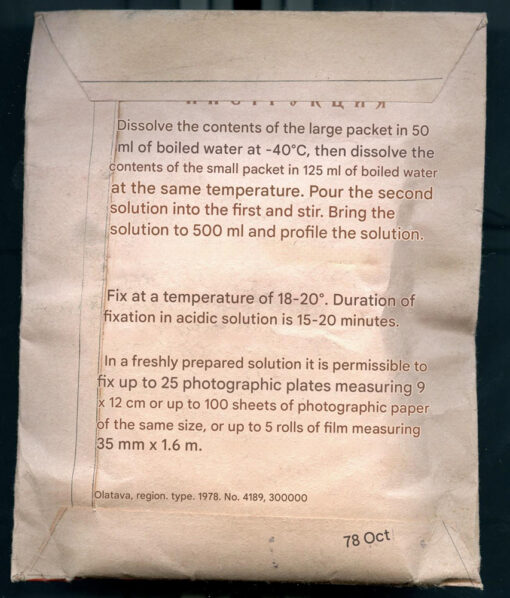 ИНСТРУКЦИЯ
Dissolve the contents of the large packet in 50
ml of boiled water at -40°C, then dissolve the
contents of the small packet in 125 ml of boiled water
at the same temperature. Pour the second
solution into the first and stir. Bring the
solution to 500 ml and profile the solution.
Fix at a temperature of 18-20°. Duration of
fixation in acidic solution is 15-20 minutes.
In a freshly prepared solution it is permissible to
fix up to 25 photographic plates measuring 9
x 12 cm or up to 100 sheets of photographic paper
of the same size, or up to 5 rolls of film measuring
35 mm x 1.6 m.
Olatava, region. type. 1978. No. 4189, 300000
78 Oct